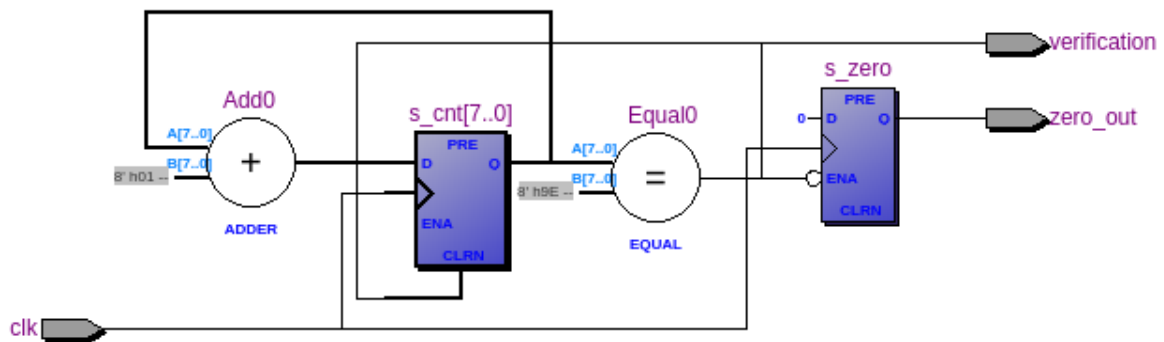 verification
s_zero
PRE
0
D
Q
zero_out
ENA
CLRN
Add0
A[7..0]
B[7..0]
8' h01 --
+
ADDER
s_cnt[7..0]
PRE
D
Q
ENA
CLRN
Equal0
A[7..0]
B[7..0]
8' h9E --
=
EQUAL
clk